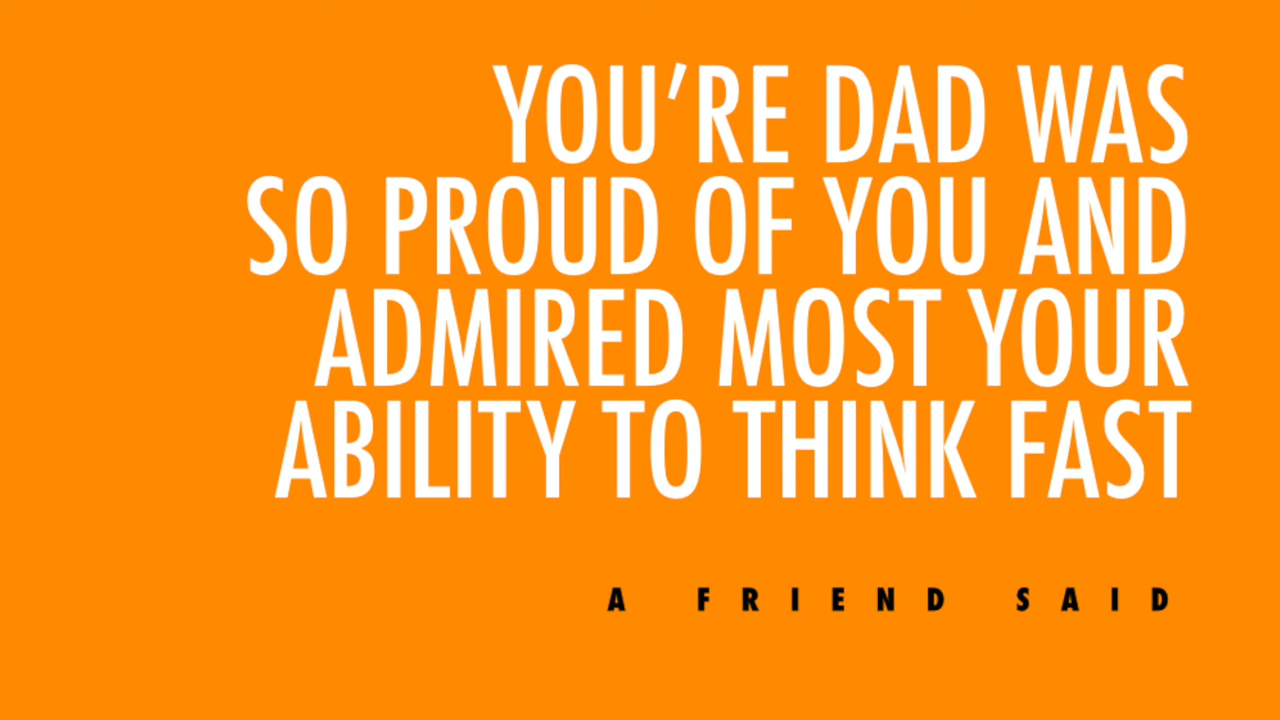 YOU’RE DAD WAS
SO PROUD OF YOU AND
ADMIRED MOST YOUR
ABILITY TO THINK FAST
A FRIEND SAID